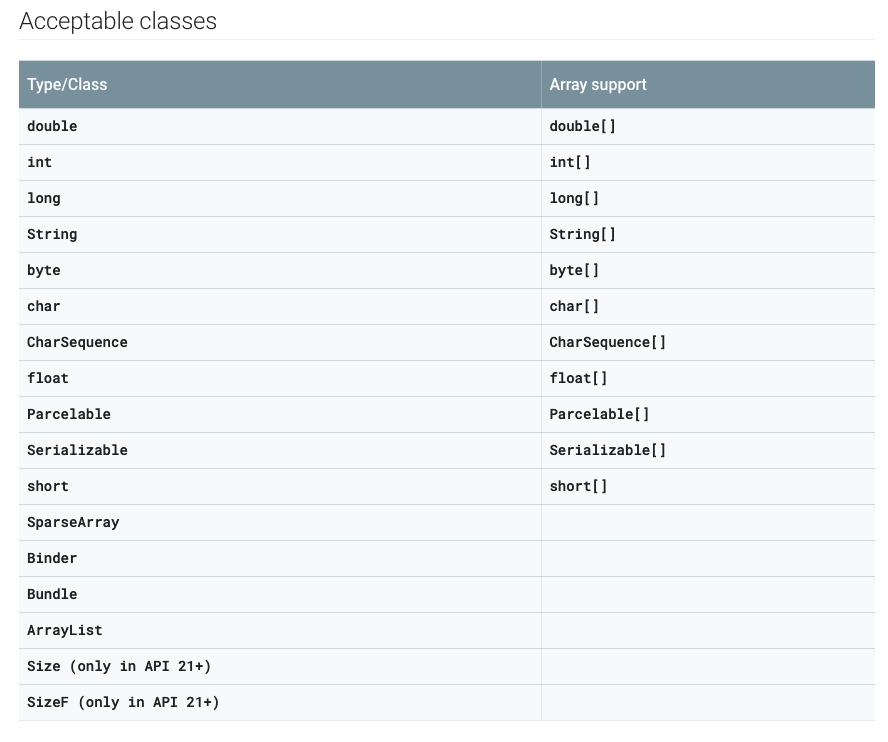 Acceptable classes
Type/Class Array support
double double[]
int int[]
long long[]
String String[]
byte byte[]
char char[]
CharSequence CharSequence[]
float float[]
Parcelable Parcelable[]
Serializable Serializable[]
short short[]
SparseArray
Binder
Bundle
ArrayList
Size (only in API 21+)
SizeF (only in API 21+)